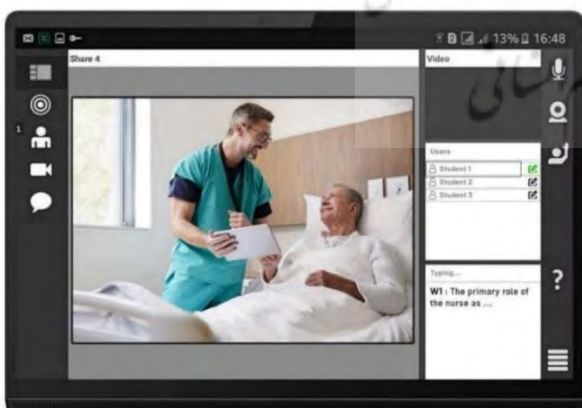 13% 16:48
Share 4
Video
1
Users
Student 1
Student 2
Student 3
Typing...
W1 : The primary role of
the nurse as ...
?